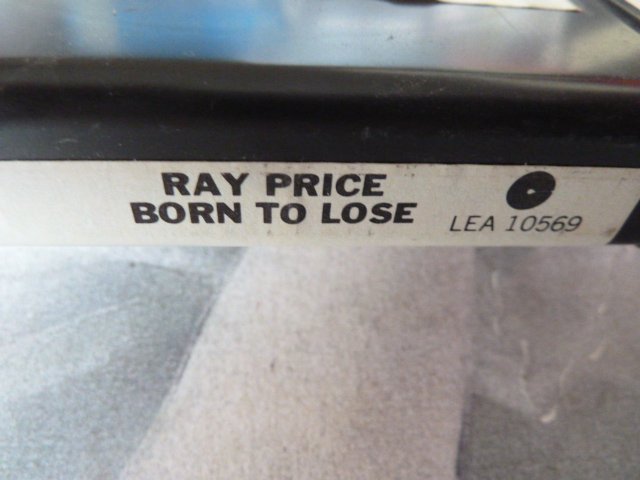 RAY PRICE
BORN TO LOSE
LEA 10569